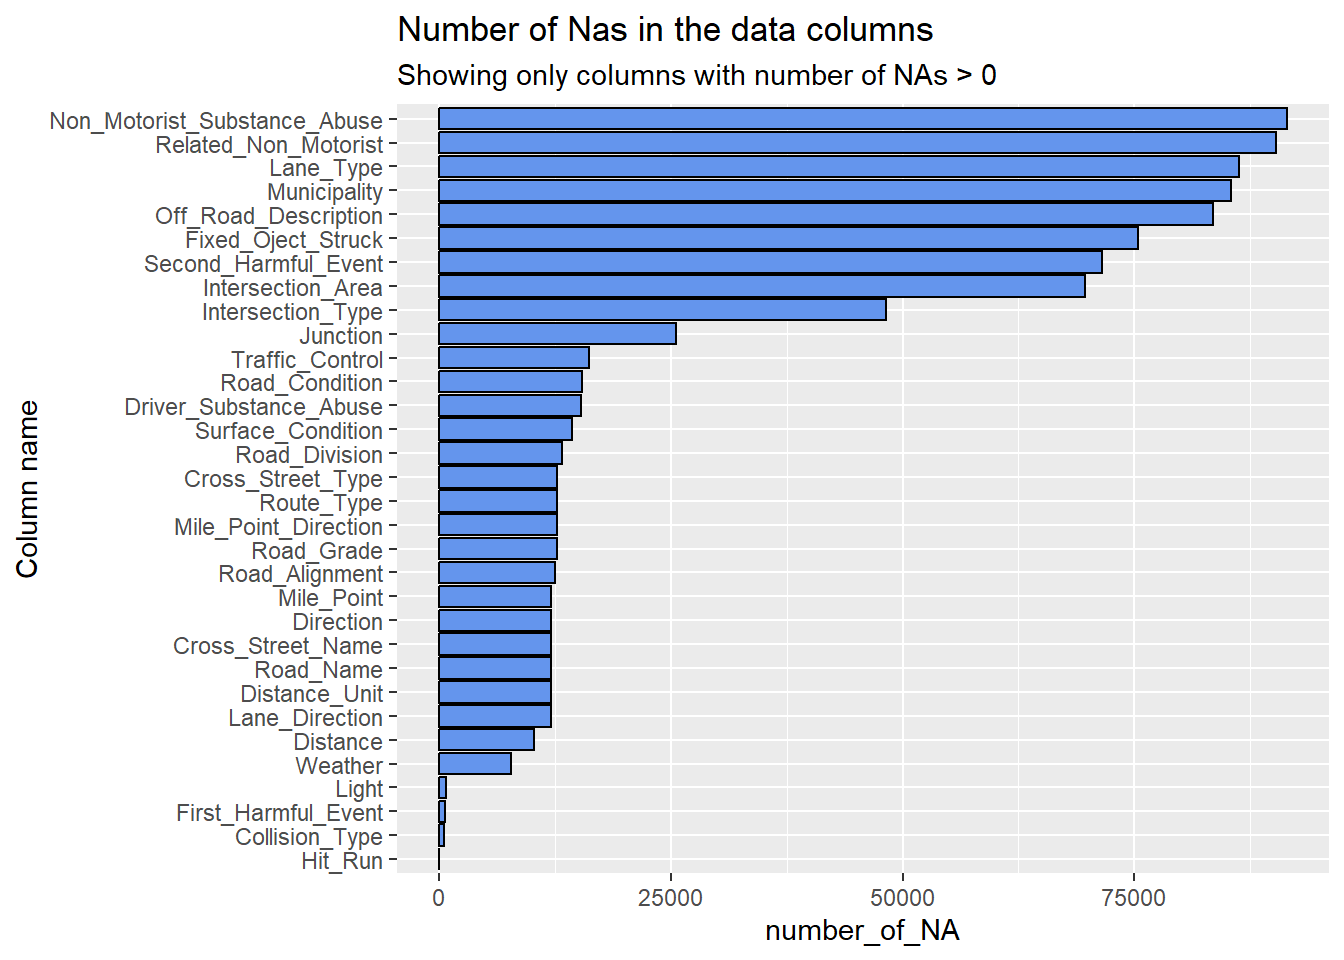 Number of Nas in the data columns
Showing only columns with number of NAs > 0
Column name
Non_Motorist_Substance_Abuse
Related_Non_Motorist
Lane_Type
Municipality
Off_Road_Description
Fixed_Oject_Struck
Second_Harmful_Event
Intersection_Area
Intersection_Type
Junction
Traffic_Control
Road_Condition
Driver_Substance_Abuse
Surface_Condition
Road_Division
Cross_Street_Type
Route_Type
Mile_Point_Direction
Road_Grade
Road_Alignment
Mile_Point
Direction
Cross_Street_Name
Road_Name
Distance_Unit
Lane_Direction
Distance
Weather
Light
First_Harmful_Event
Collision_Type
Hit_Run
0 25000 50000 75000
number_of_NA